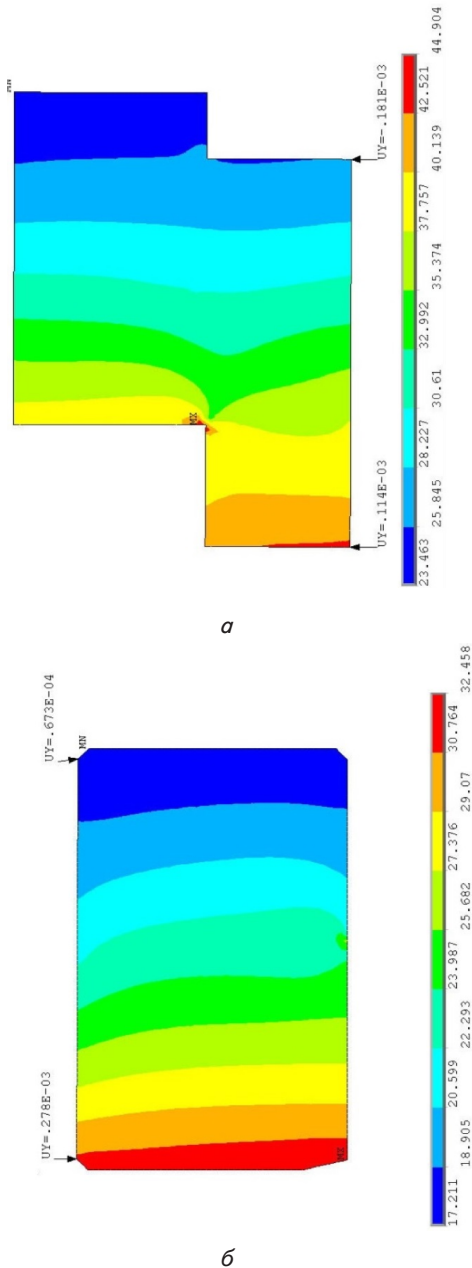 MN
UY=-.181E-03
MX
UY=.114E-03
44.904
42.521
40.139
37.757
35.374
32.992
30.61
28.227
25.845
23.463
а
UY=.673E-04
MN
UY=.278E-03
MX
32.458
30.764
29.07
27.376
25.682
23.987
22.293
20.599
18.905
17.211
б